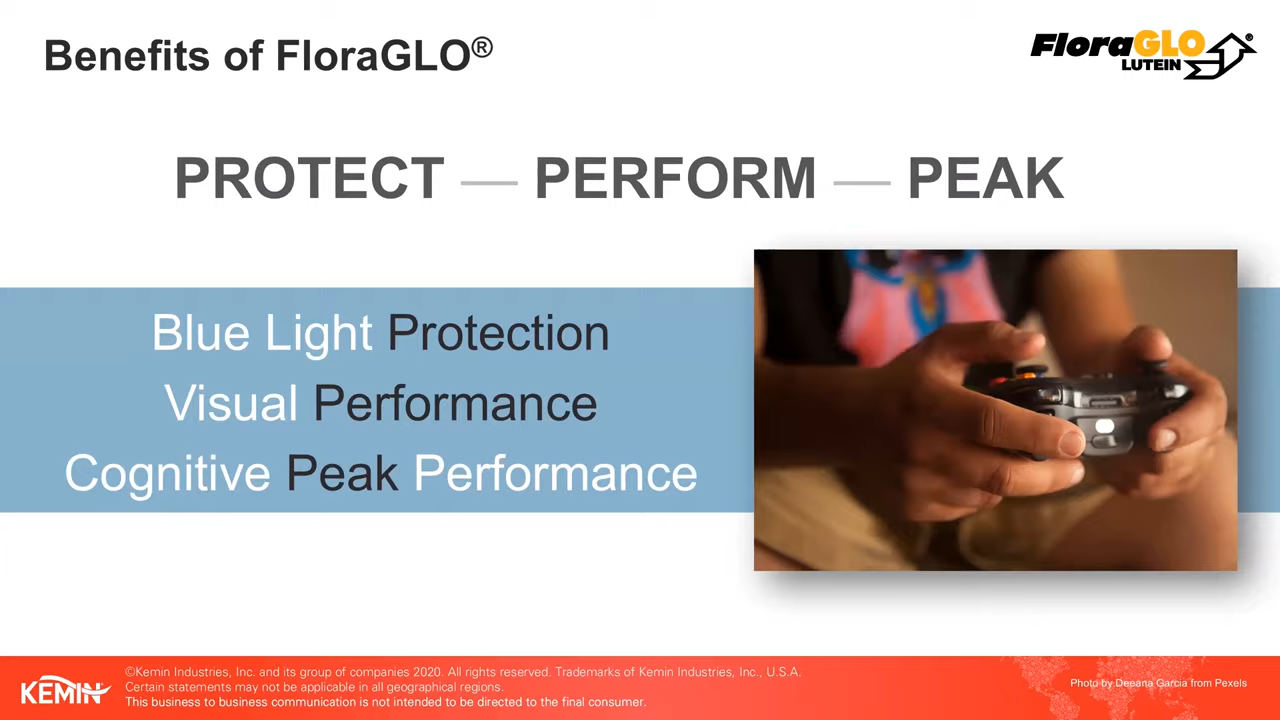 Benefits of FloraGLO®
FloraGLO®
LUTEIN
PROTECT — PERFORM — PEAK
Blue Light Protection
Visual Performance
Cognitive Peak Performance
KEMIN
©Kemin Industries, Inc. and its group of companies 2020. All rights reserved. Trademarks of Kemin Industries, Inc., U.S.A.
Certain statements may not be applicable in all geographical regions.
This business to business communication is not intended to be directed to the final consumer.
Photo by Deeana Garcia from Pexels